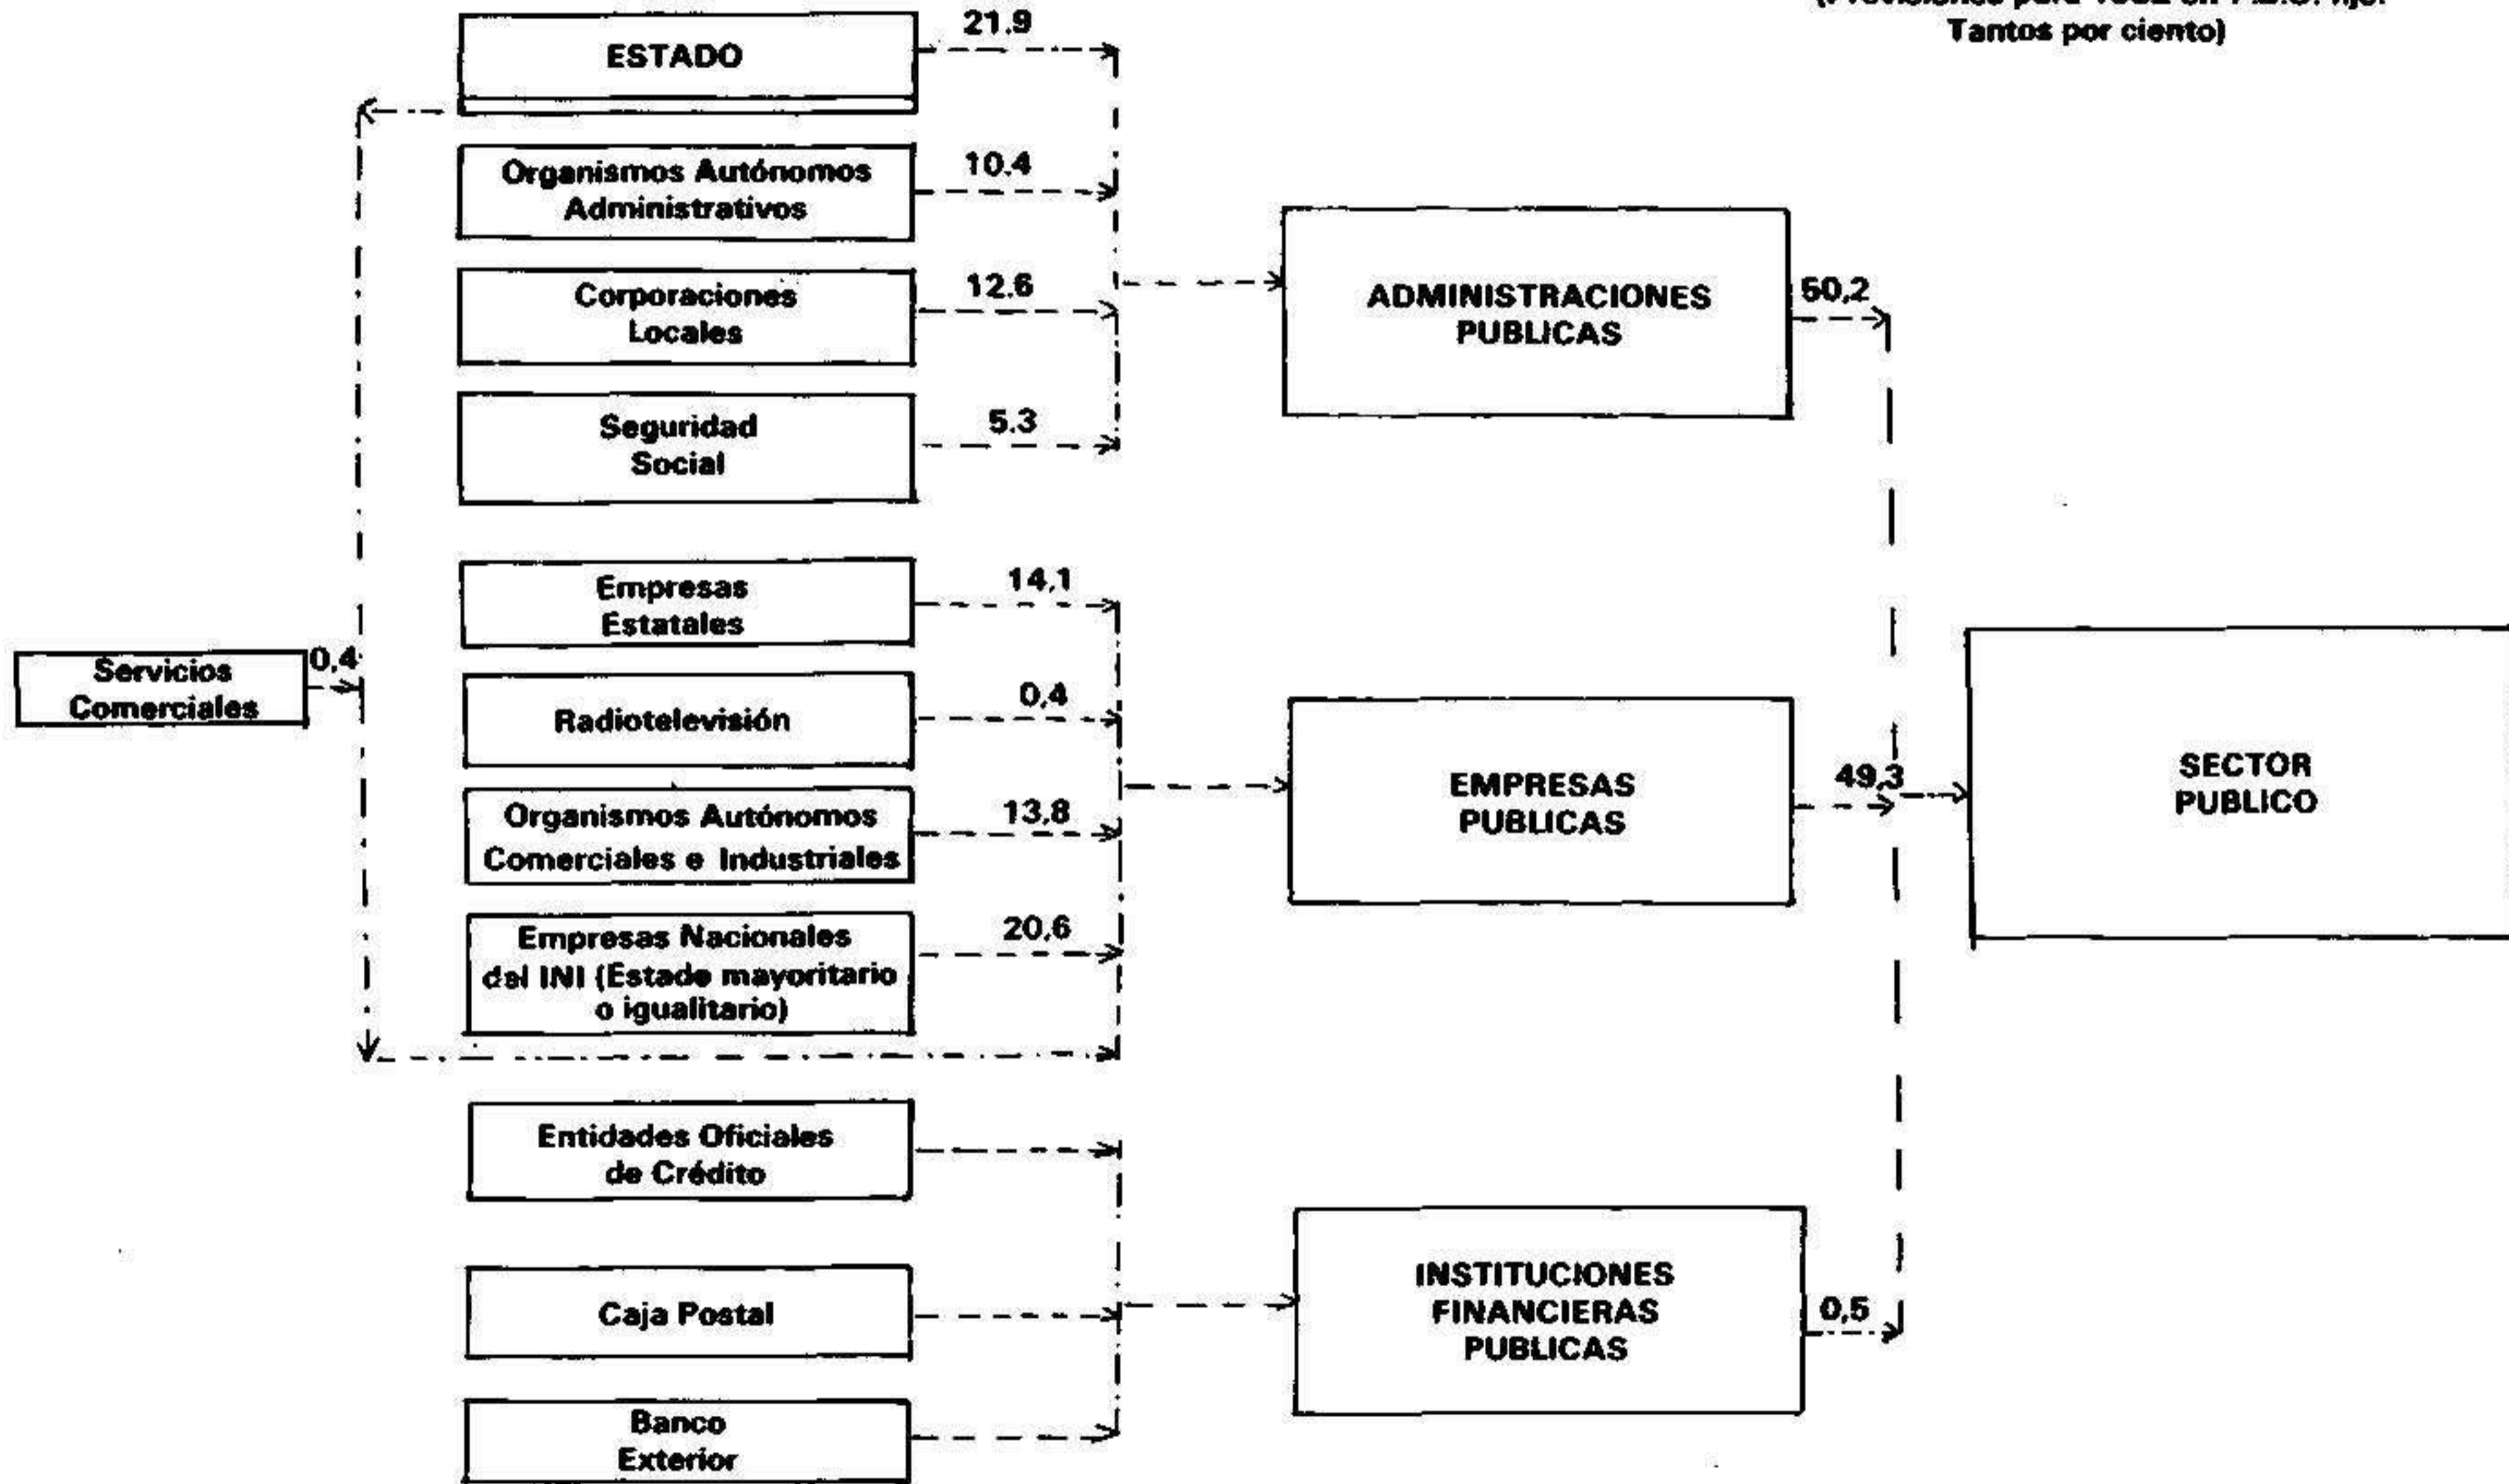 Tantos por ciento)
21.9
ESTADO
10.4
Organismos Autónomos
Administrativos
12.6
Corporaciones
Locales
5.3
Seguridad
Social
ADMINISTRACIONES
PUBLICAS
50,2
14,1
Empresas
Estatales
Servicios
Comerciales
0,4
0,4
Radiotelevisión
13,8
Organismos Autónomos
Comerciales e Industriales
20,6
Empresas Nacionales
del INI (Estado mayoritario
o igualitario)
EMPRESAS
PUBLICAS
49,3
SECTOR
PUBLICO
Entidades Oficiales
de Crédito
Caja Postal
Banco
Exterior
INSTITUCIONES
FINANCIERAS
PUBLICAS
0,5